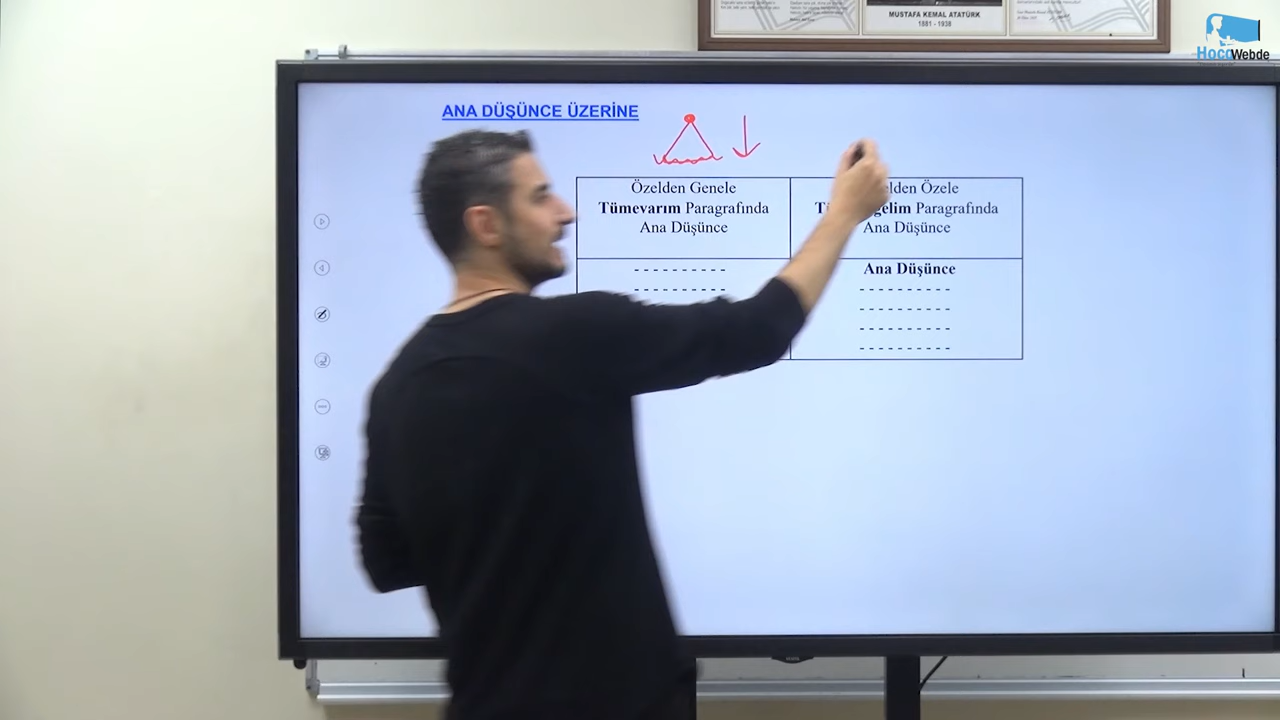 MUSTAFA KEMAL ATATÜRK
1881 - 1938
HocaWebde
ANA DÜŞÜNCE ÜZERİNE
Özelden Genele
Tümevarım Paragrafında
Ana Düşünce
Özele
Paragrafında
Ana Düşünce
- - - - - - - - - -
- - - - - - - - - -
Ana Düşünce
- - - - - - - - - -
- - - - - - - - - -
- - - - - - - - - -
- - - - - - - - - -